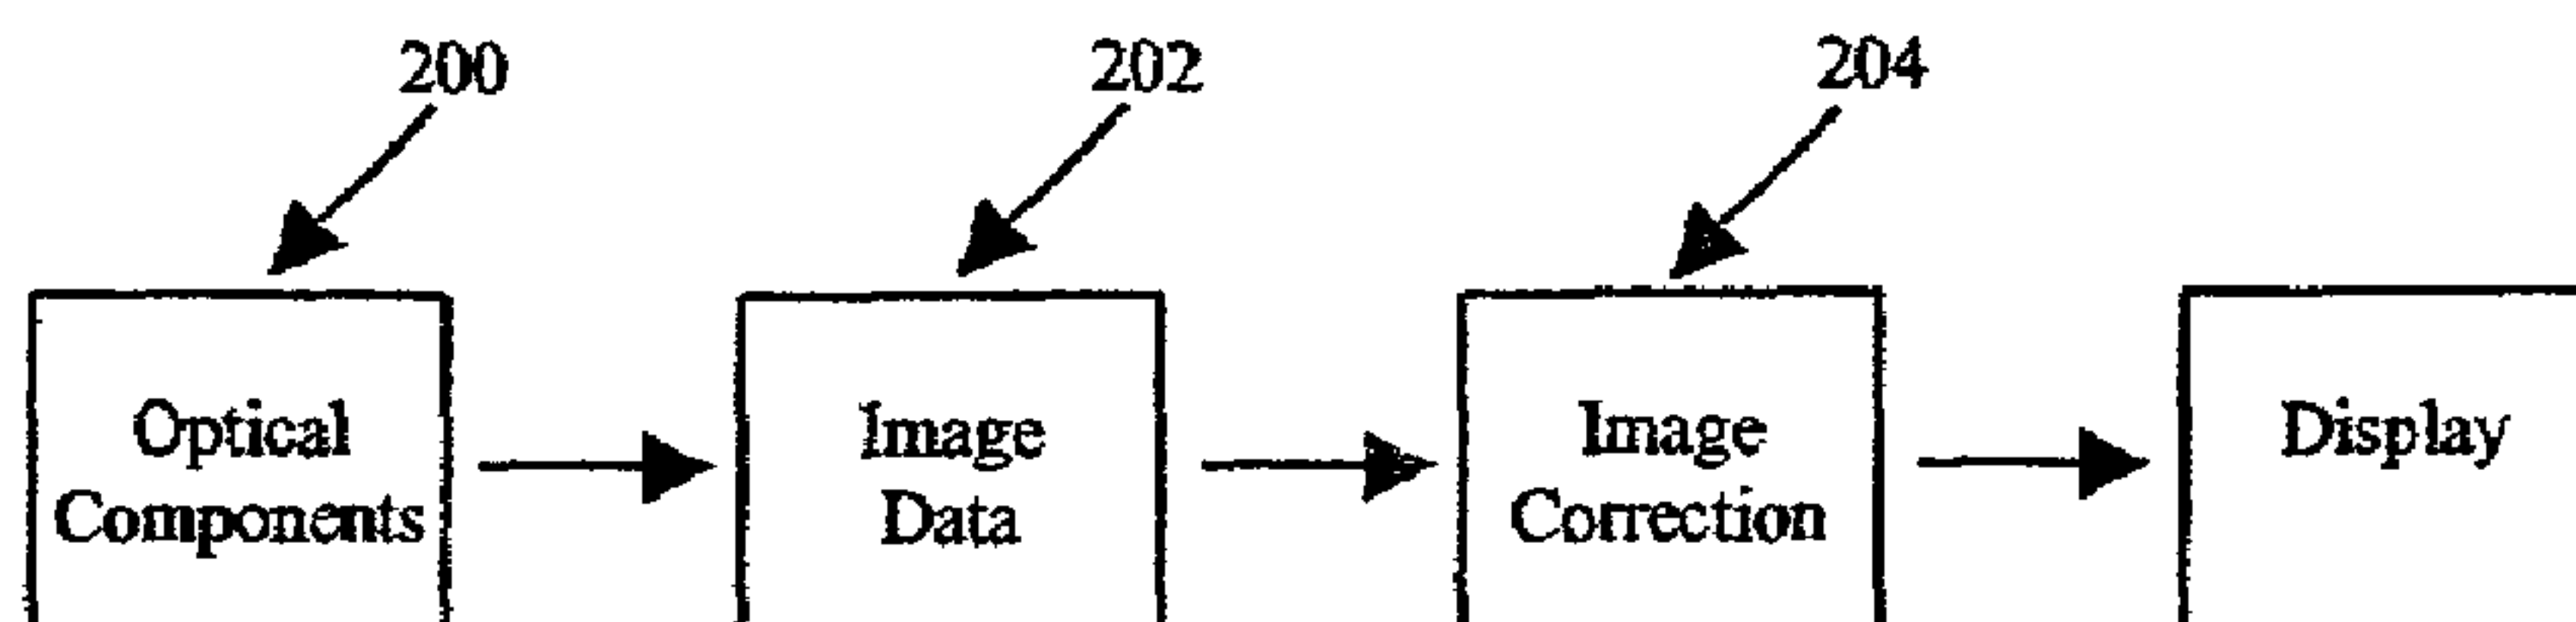 200
202
204
Optical
Components
Image
Data
Image
Correction
Display